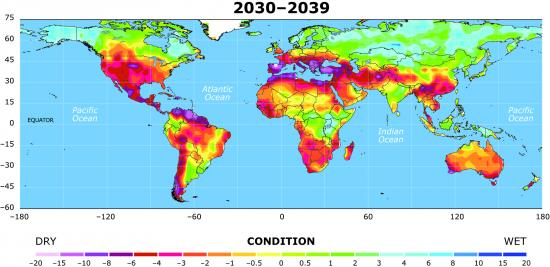 2030–2039
75
60
45
30
15
0
−15
−30
−45
−60
Atlantic
Ocean
Pacific
Ocean
Pacific
Ocean
EQUATOR
Indian
Ocean
−180 −120 −60 0 60 120 180
DRY CONDITION WET
−20 −15 −10 −8 −6 −4 −3 −2 −1 −0.5 0 0.5 1 2 3 4 6 8 10 15 20